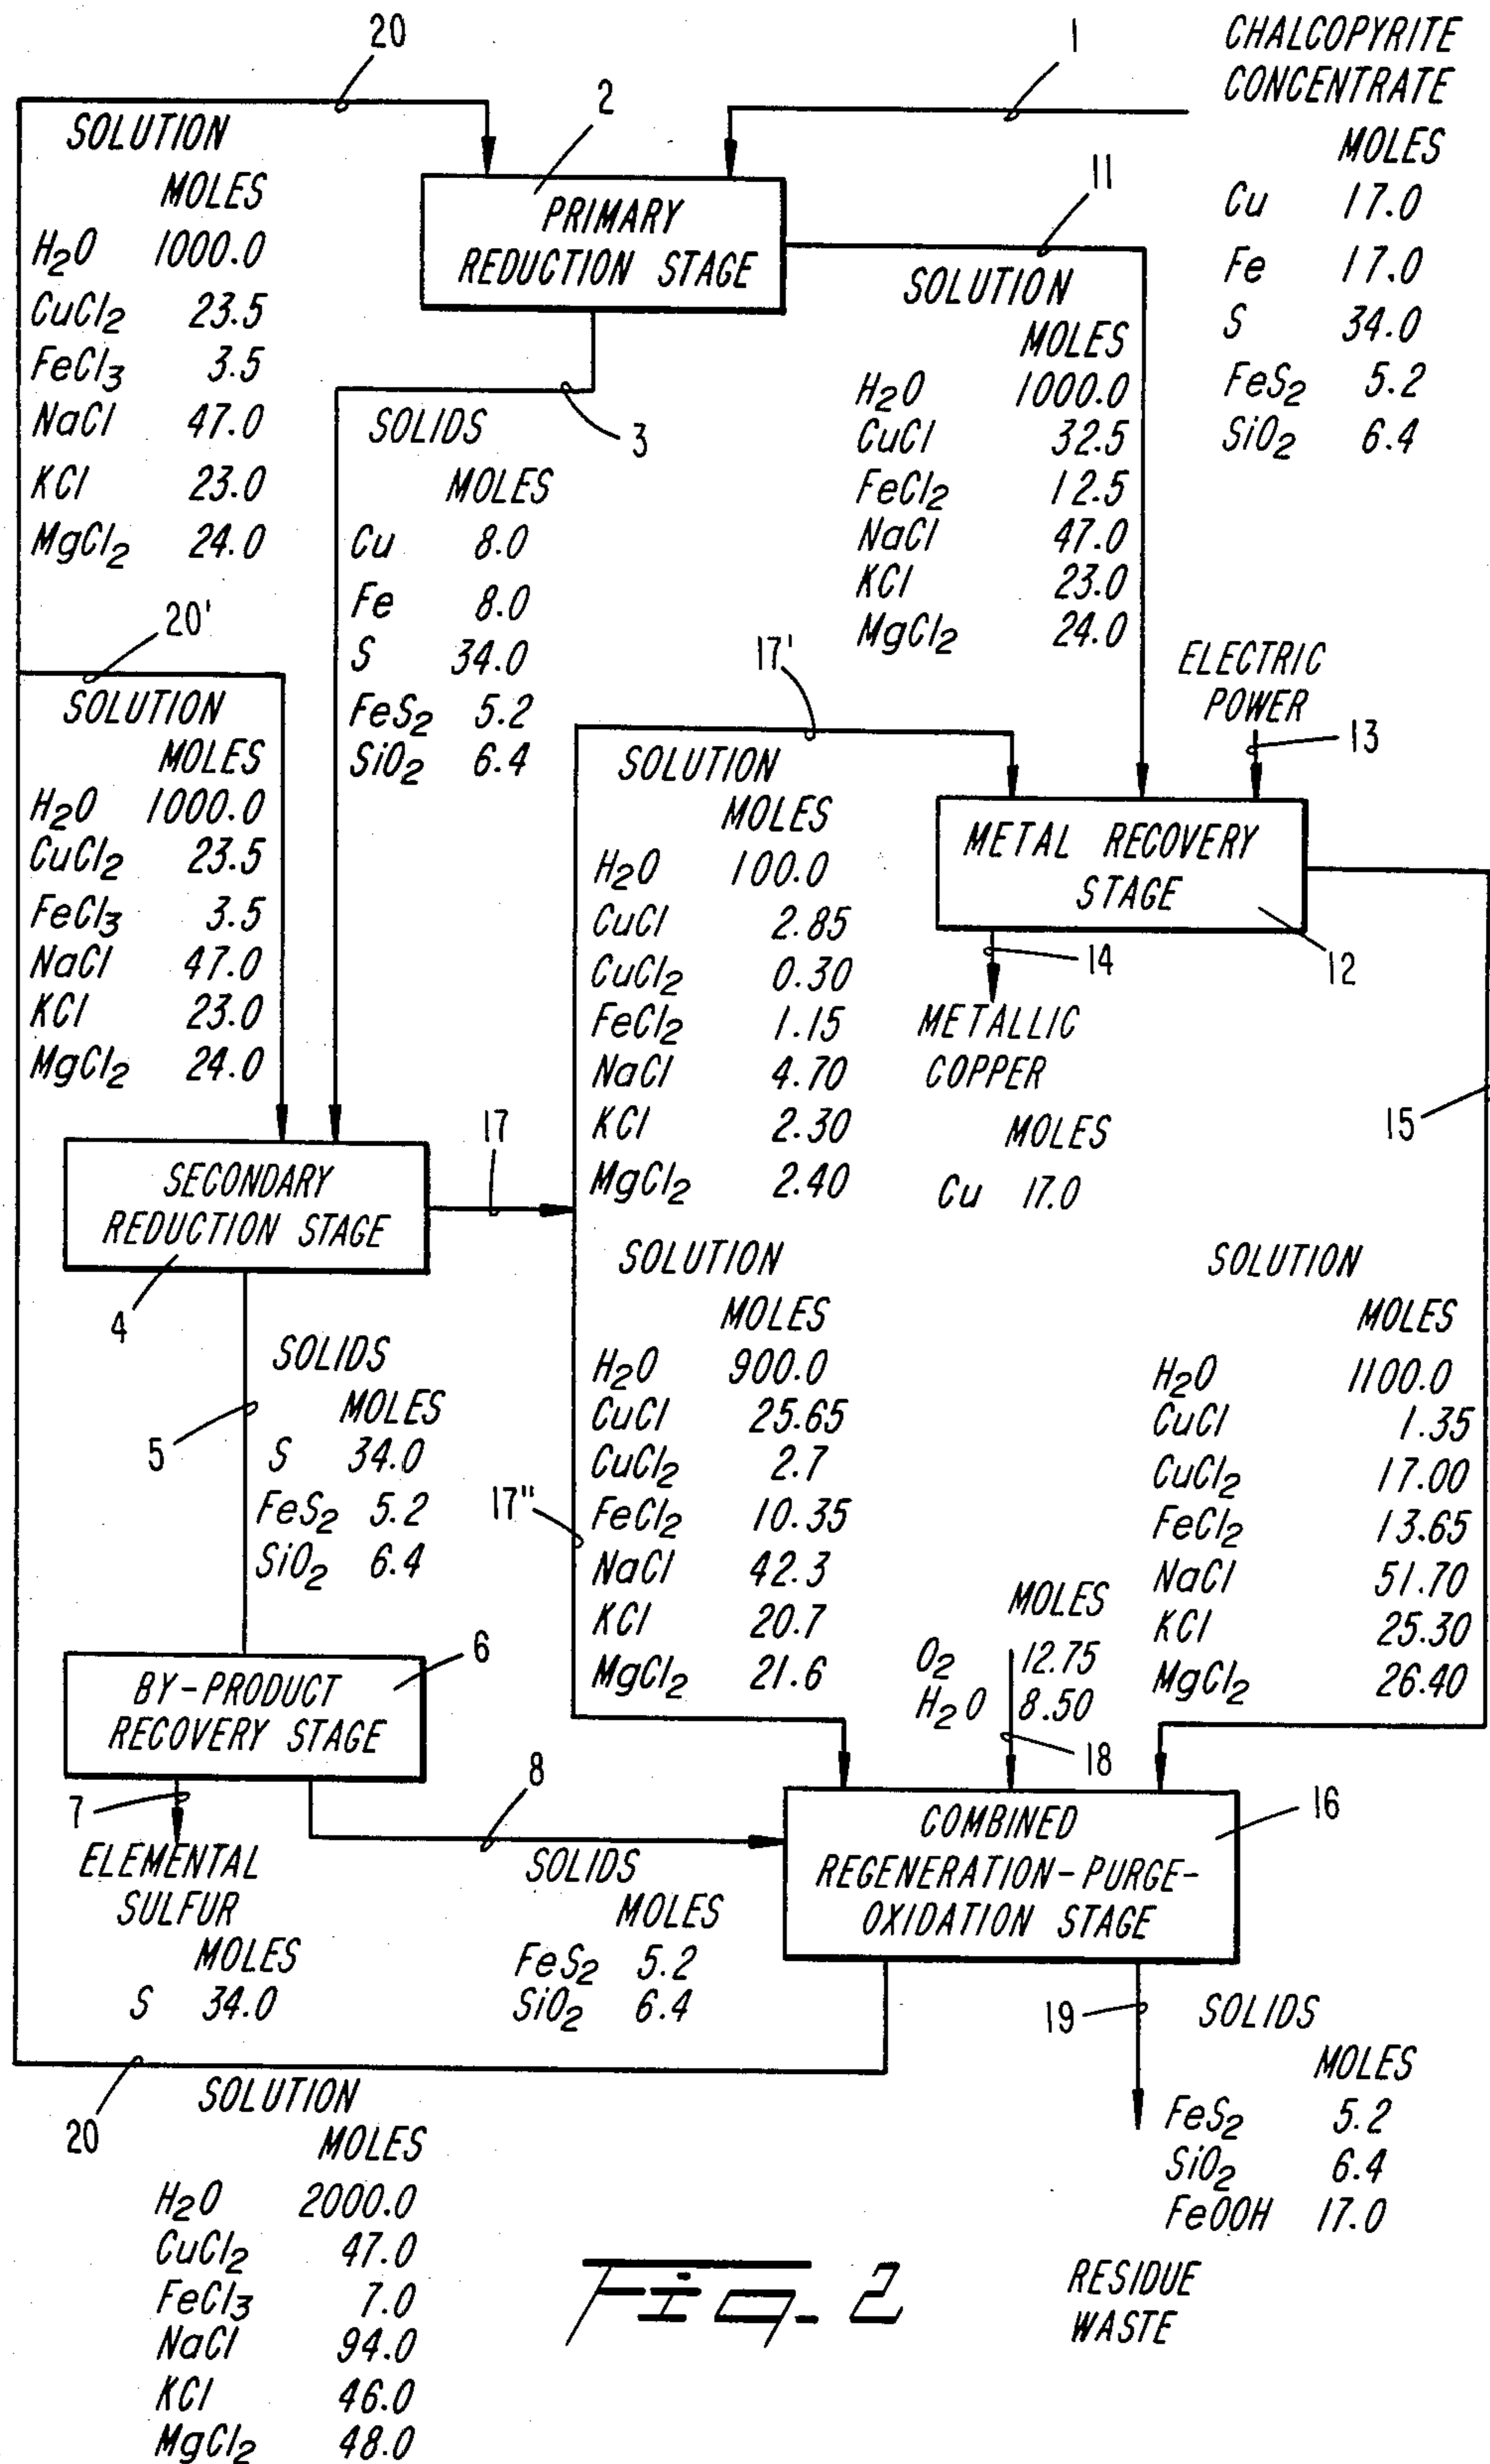 20
SOLUTION
MOLES
H2O 1000.0
CuCl2 23.5
FeCl3 3.5
NaCl 47.0
KCl 23.0
MgCl2 24.0
1
CHALCOPYRITE
CONCENTRATE
MOLES
Cu 17.0
Fe 17.0
S 34.0
FeS2 5.2
SiO2 6.4
2
PRIMARY
REDUCTION STAGE
11
SOLUTION
MOLES
H2O 1000.0
CuCl 32.5
FeCl2 12.5
NaCl 47.0
KCl 23.0
MgCl2 24.0
3
SOLIDS
MOLES
Cu 8.0
Fe 8.0
S 34.0
FeS2 5.2
SiO2 6.4
20'
SOLUTION
MOLES
H2O 1000.0
CuCl2 23.5
FeCl3 3.5
NaCl 47.0
KCl 23.0
MgCl2 24.0
17'
SOLUTION
MOLES
H2O 100.0
CuCl 2.85
CuCl2 0.30
FeCl2 1.15
NaCl 4.70
KCl 2.30
MgCl2 2.40
ELECTRIC
POWER
13
METAL RECOVERY
STAGE
12
14
METALLIC
COPPER
MOLES
Cu 17.0
15
SECONDARY
REDUCTION STAGE
4
17
SOLUTION
MOLES
H2O 900.0
CuCl 25.65
CuCl2 2.7
17"
FeCl2 10.35
NaCl 42.3
KCl 20.7
MgCl2 21.6
SOLUTION
MOLES
H2O 1100.0
CuCl 1.35
CuCl2 17.00
FeCl2 13.65
NaCl 51.70
KCl 25.30
MgCl2 26.40
5
SOLIDS
MOLES
S 34.0
FeS2 5.2
SiO2 6.4
MOLES
O2 12.75
H2O 8.50
18
BY-PRODUCT
RECOVERY STAGE
6
7
ELEMENTAL
SULFUR
MOLES
S 34.0
8
SOLIDS
MOLES
FeS2 5.2
SiO2 6.4
COMBINED
REGENERATION-PURGE-
OXIDATION STAGE
16
19
SOLIDS
MOLES
FeS2 5.2
SiO2 6.4
FeOOH 17.0
RESIDUE
WASTE
20
SOLUTION
MOLES
H2O 2000.0
CuCl2 47.0
FeCl3 7.0
NaCl 94.0
KCl 46.0
MgCl2 48.0
Fig. 2